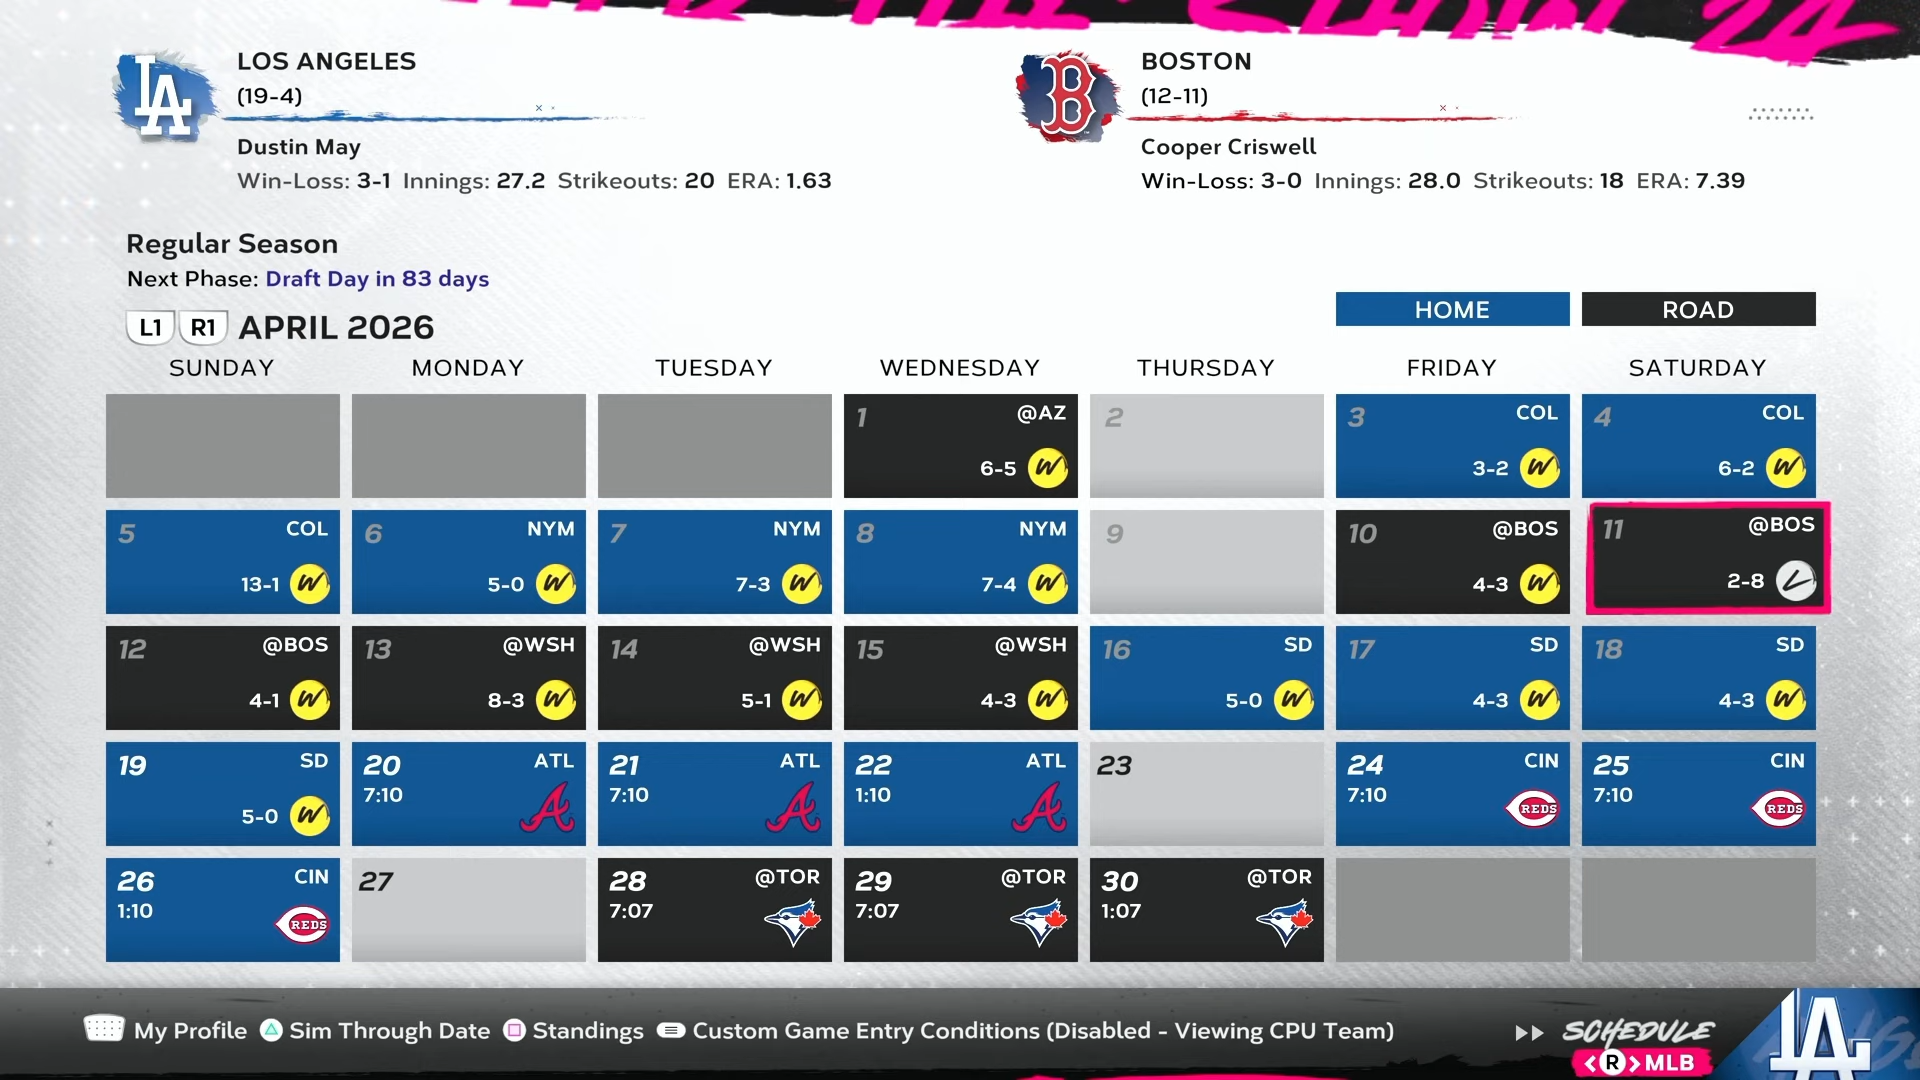 LOS ANGELES
(19-4)
Dustin May
Win-Loss: 3-1 Innings: 27.2 Strikeouts: 20 ERA: 1.63
BOSTON
(12-11)
Cooper Criswell
Win-Loss: 3-0 Innings: 28.0 Strikeouts: 18 ERA: 7.39
Regular Season
Next Phase: Draft Day in 83 days
L1 R1 APRIL 2026
HOME ROAD
SUNDAY MONDAY TUESDAY WEDNESDAY THURSDAY FRIDAY SATURDAY
1 @AZ 2 3 COL 4 COL
6-5 W 3-2 W 6-2 W
5 COL 6 NYM 7 NYM 8 NYM 9 10 @BOS 11 @BOS
13-1 W 5-0 W 7-3 W 7-4 W 4-3 W 2-8 L
12 @BOS 13 @WSH 14 @WSH 15 @WSH 16 SD 17 SD 18 SD
4-1 W 8-3 W 5-1 W 4-3 W 5-0 W 4-3 W 4-3 W
19 SD 20 ATL 21 ATL 22 ATL 23 24 CIN 25 CIN
5-0 W 7:10 A 7:10 A 1:10 A 7:10 REDS 7:10 REDS
26 CIN 27 28 @TOR 29 @TOR 30 @TOR
1:10 REDS 7:07 7:07 1:07
My Profile Sim Through Date Standings Custom Game Entry Conditions (Disabled - Viewing CPU Team)
SCHEDULE
<R> MLB
LA